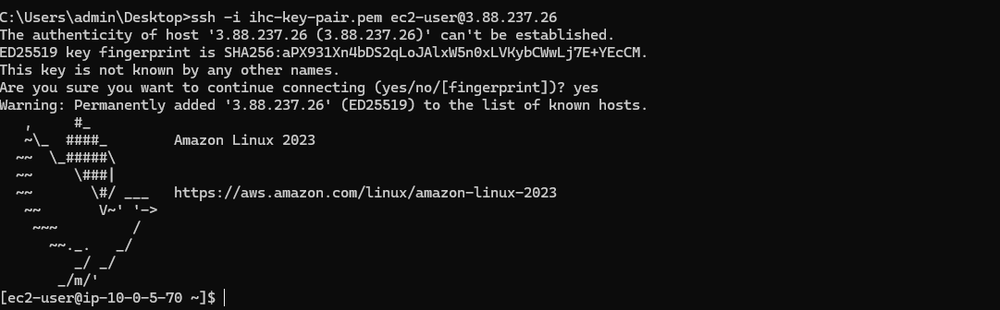 C:\Users\admin\Desktop>ssh -i ihc-key-pair.pem ec2-user@3.88.237.26
The authenticity of host '3.88.237.26 (3.88.237.26)' can't be established.
ED25519 key fingerprint is SHA256:aPX931Xn4bDS2qLoJAlxW5n0xLVKybCWwLj7E+YEcCM.
This key is not known by any other names.
Are you sure you want to continue connecting (yes/no/[fingerprint])? yes
Warning: Permanently added '3.88.237.26' (ED25519) to the list of known hosts.
   ,     #_
   ~\_  ####_        Amazon Linux 2023
  ~~  \_#####\
  ~~     \###|
  ~~       \#/ ___   https://aws.amazon.com/linux/amazon-linux-2023
   ~~       V~' '->
    ~~~         /
      ~~._.   _/
         _/ _/
       _/m/'
[ec2-user@ip-10-0-5-70 ~]$